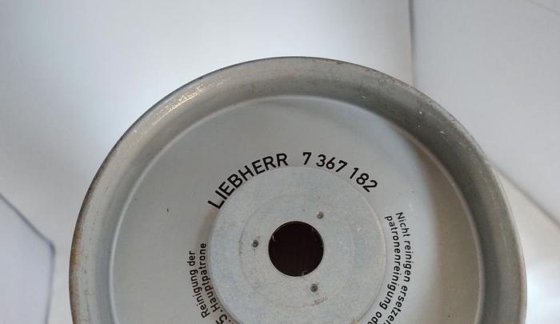 LIEBHERR 7 367 182
Nicht reinigen ersetzen
patronenreinigung
Reinigung der
Hauptpatrone